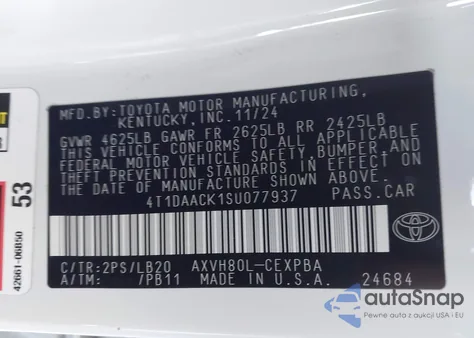 MFD.BY:TOYOTA MOTOR MANUFACTURING,
KENTUCKY, INC. 11/24
GVWR 4625LB GAWR FR 2625LB RR 2425LB
THIS VEHICLE CONFORMS TO ALL APPLICABLE
FEDERAL MOTOR VEHICLE SAFETY, BUMPER, AND
THEFT PREVENTION STANDARDS IN EFFECT ON
THE DATE OF MANUFACTURE SHOWN ABOVE.
4T1DAACK1SU077937 PASS.CAR
C/TR:2PS/LB20 AXVH80L-CEXPBA
A/TM: /PB11 MADE IN U.S.A. 24684
TOYOTA
53
42661-06850
autoSnap
Pewne auto z USA i EU